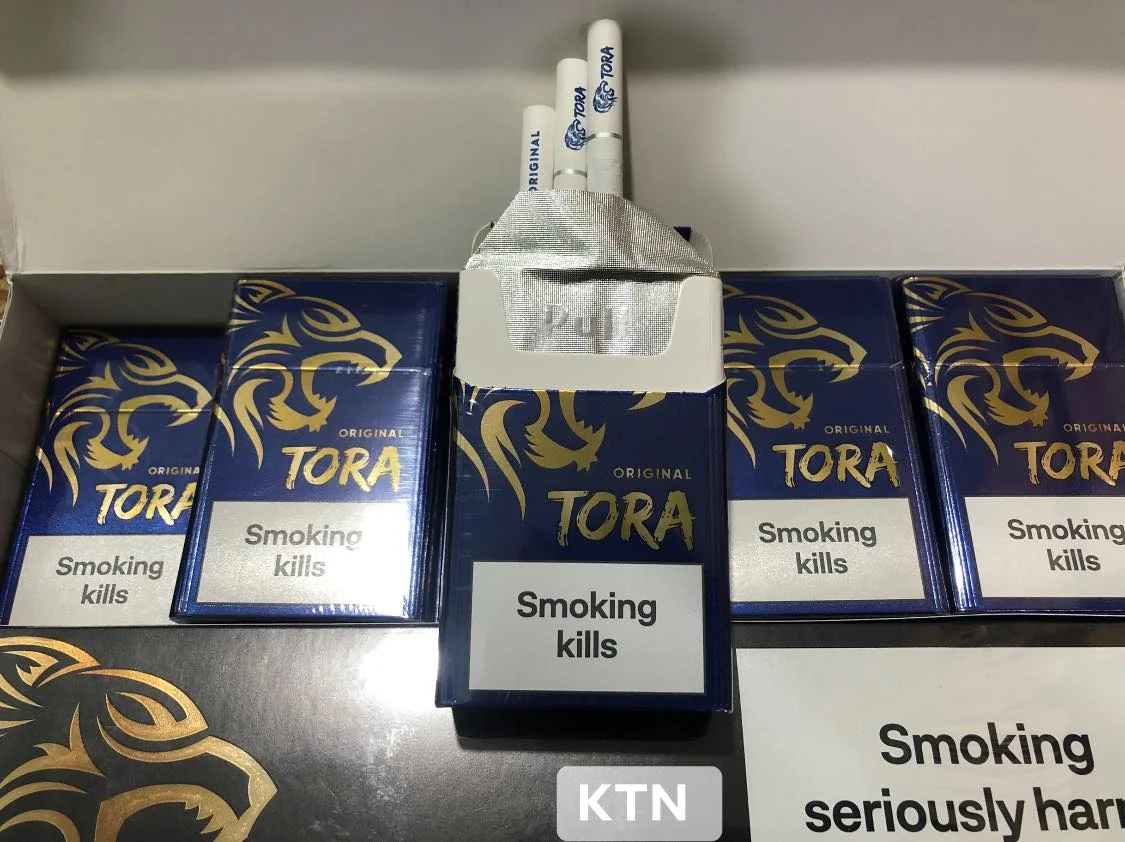 ORIGINAL
TORA
TORA
Pull
ORIGINAL
TORA
Smoking
kills
ORIGINAL
TORA
Smoking
kills
ORIGINAL
TORA
Smoking
kills
ORIGINAL
TORA
Smoking
kills
ORIGINAL
TORA
Smoking
kills
Smoking
seriously harm
KTN